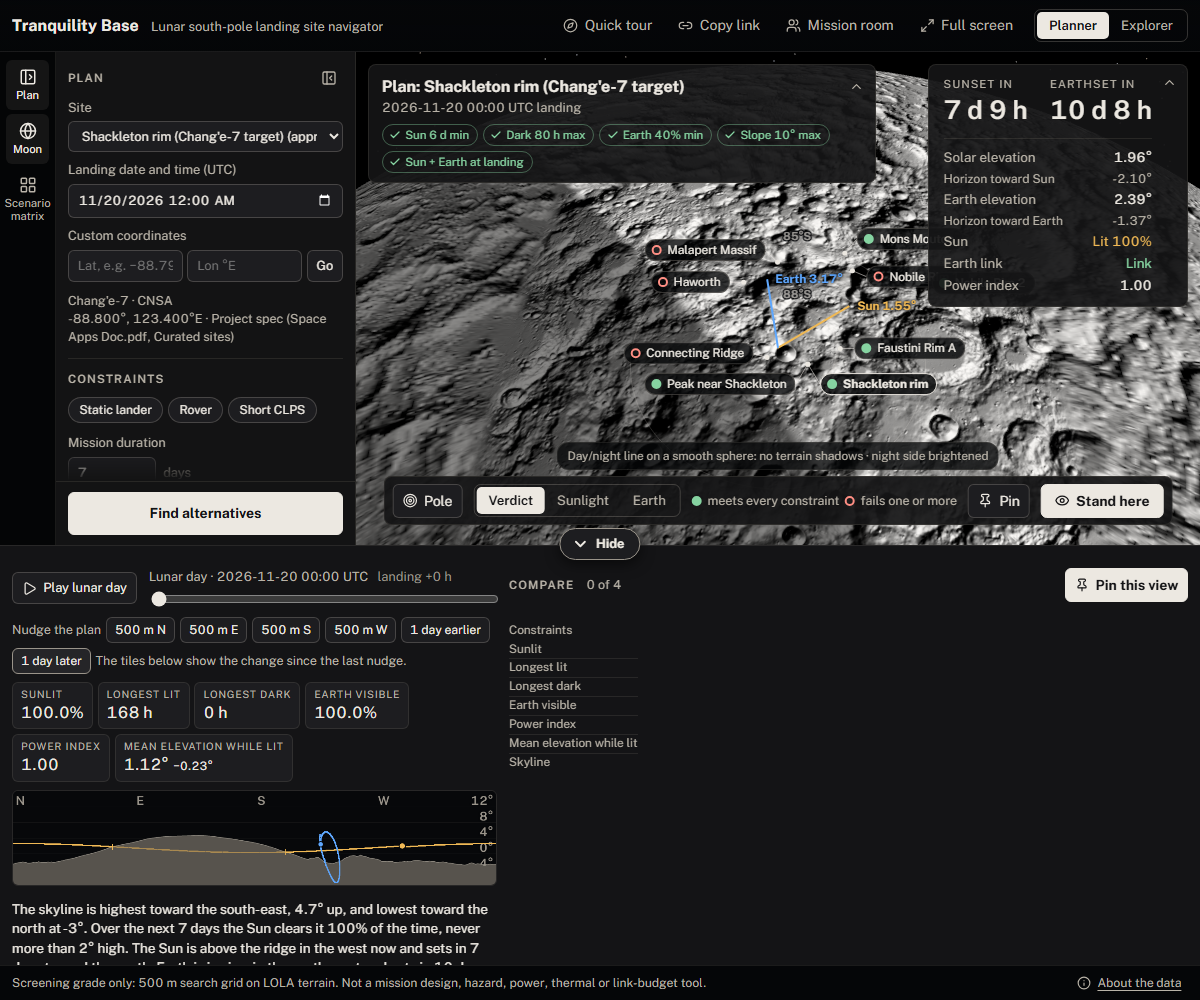 Tranquility Base
Lunar south-pole landing site navigator
Quick tour
Copy link
Mission room
Full screen
Planner
Explorer
Plan
Moon
Scenario
matrix
PLAN
Site
Shackleton rim (Chang'e-7 target) (appr
Landing date and time (UTC)
11/20/2026 12:00 AM
Custom coordinates
Lat, e.g. −88.79
Lon °E
Go
Chang'e-7 · CNSA
-88.800°, 123.400°E · Project spec (Space
Apps Doc.pdf, Curated sites)
CONSTRAINTS
Static lander
Rover
Short CLPS
Mission duration
7 days
Find alternatives
Plan: Shackleton rim (Chang'e-7 target)
2026-11-20 00:00 UTC landing
Sun 6 d min
Dark 80 h max
Earth 40% min
Slope 10° max
Sun + Earth at landing
SUNSET IN
7 d 9 h
EARTHSET IN
10 d 8 h
Solar elevation 1.96°
Horizon toward Sun -2.10°
Earth elevation 2.39°
Horizon toward Earth -1.37°
Sun Lit 100%
Earth link Link
Power index 1.00
85°S
Malapert Massif
Mons Mou
Haworth
Earth 3.17°
Nobile
88°S
Sun 1.55°
Connecting Ridge
Faustini Rim A
Peak near Shackleton
Shackleton rim
Day/night line on a smooth sphere: no terrain shadows · night side brightened
Pole
Verdict
Sunlight
Earth
meets every constraint
fails one or more
Pin
Stand here
Hide
Play lunar day
Lunar day · 2026-11-20 00:00 UTC landing +0 h
Nudge the plan
500 m N
500 m E
500 m S
500 m W
1 day earlier
1 day later
The tiles below show the change since the last nudge.
SUNLIT
100.0%
LONGEST LIT
168 h
LONGEST DARK
0 h
EARTH VISIBLE
100.0%
POWER INDEX
1.00
MEAN ELEVATION WHILE LIT
1.12° −0.23°
N E S W 12°
8°
4°
0°
4°
The skyline is highest toward the south-east, 4.7° up, and lowest toward the
north at -3°. Over the next 7 days the Sun clears it 100% of the time, never
more than 2° high. The Sun is above the ridge in the west now and sets in 7
COMPARE 0 of 4
Pin this view
Constraints
Sunlit
Longest lit
Longest dark
Earth visible
Power index
Mean elevation while lit
Skyline
Screening grade only: 500 m search grid on LOLA terrain. Not a mission design, hazard, power, thermal or link-budget tool.
About the data